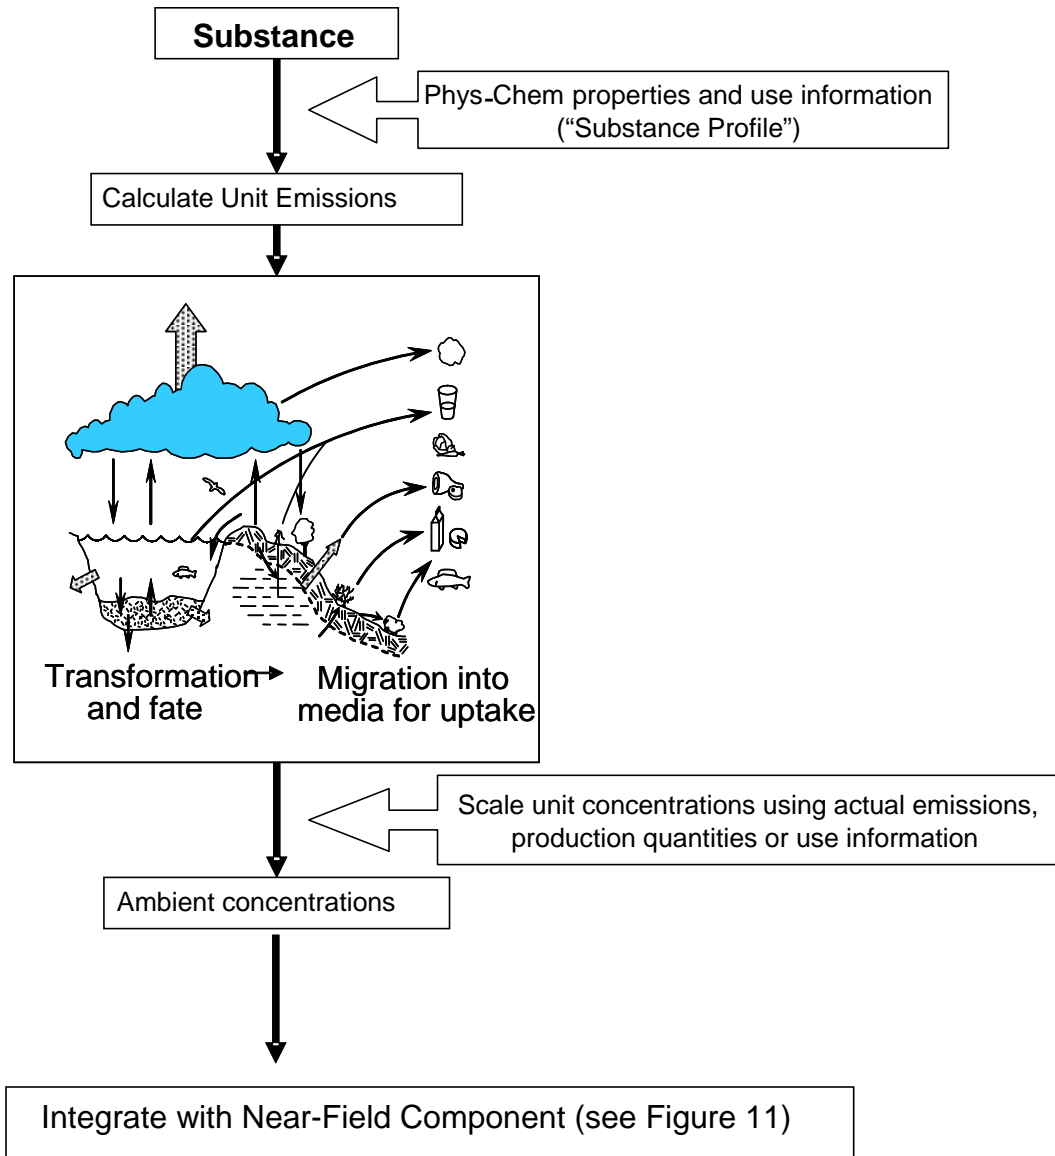 Substance
Phys-Chem properties and use information
(“Substance Profile”)
Calculate Unit Emissions
Transformation
and fate
Migration into
media for uptake
Scale unit concentrations using actual emissions,
production quantities or use information
Ambient concentrations
Integrate with Near-Field Component (see Figure 11)